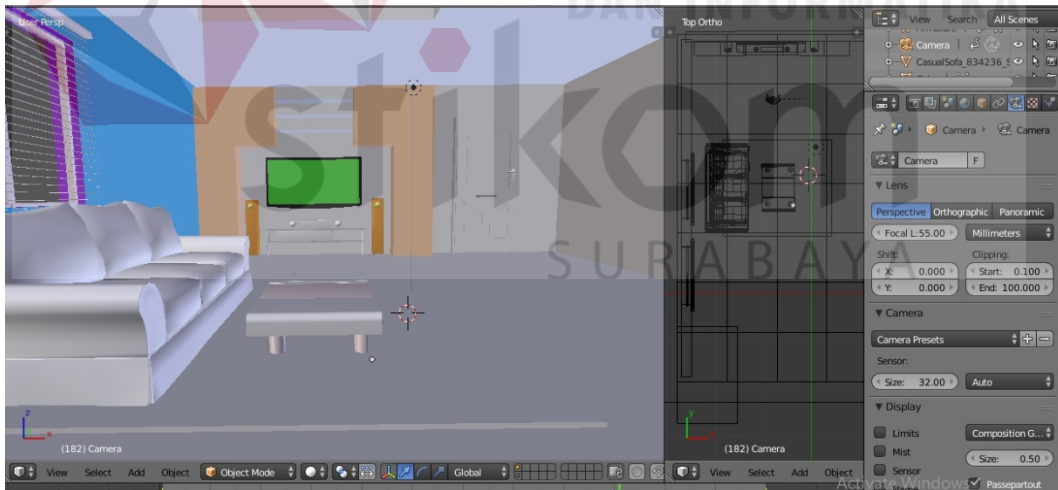 DAN INFORMATIKA
stikom
SURABAYA
User Persp
(182) Camera
View Select Add Object Object Mode Global
Top Ortho
(182) Camera
View Select Add Object
View Search All Scenes
Camera
CasualSofa_834236_S
Camera Camera
Camera F
Lens
Perspective Orthographic Panoramic
Focal L:55.00 Millimeters
Shift: Clipping:
X: 0.000 Start: 0.100
Y: 0.000 End: 100.000
Camera
Camera Presets
Sensor:
Size: 32.00 Auto
Display
Limits Composition G...
Mist Size: 0.50
Sensor Passepartout
Activate Windows
z
x
y